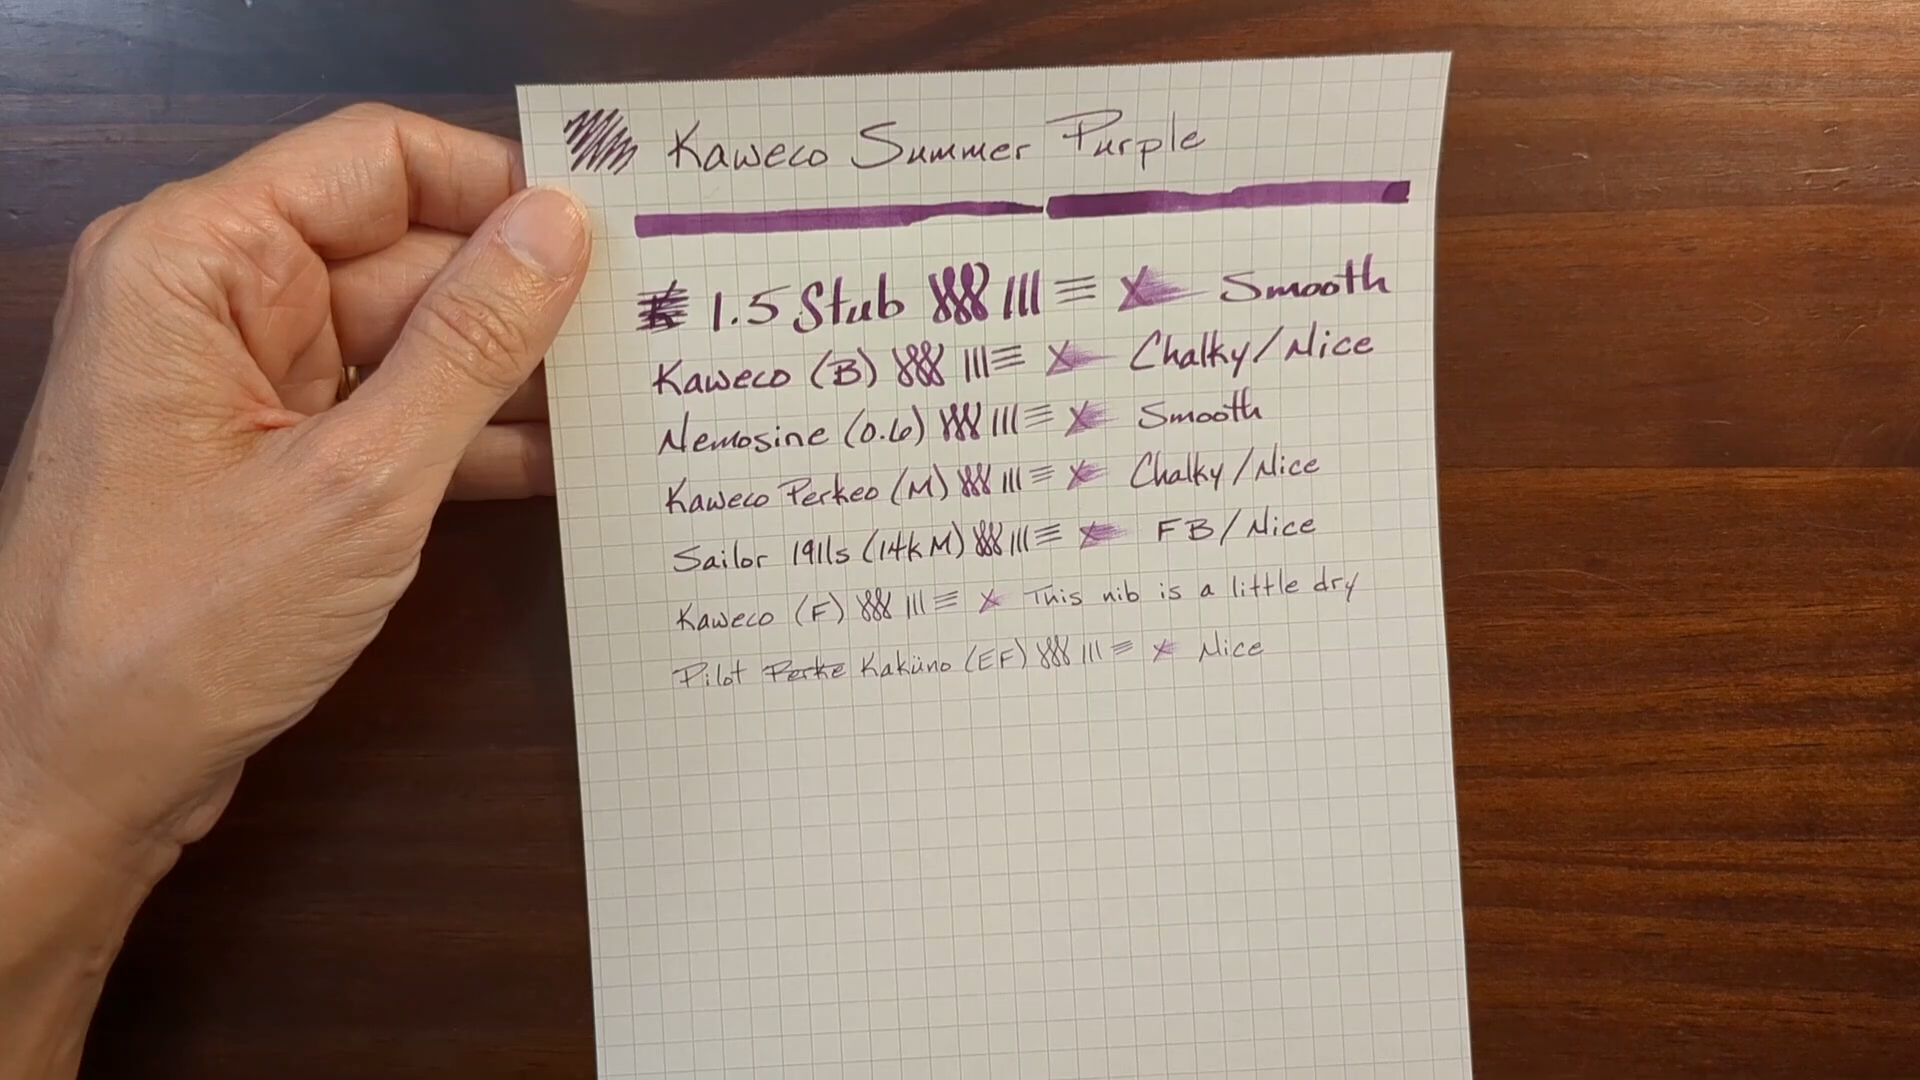 Kaweco Summer Purple
K 1.5 Stub Smooth
Kaweco (B) Chalky/Nice
Nemosine (0.6) Smooth
Kaweco Perkeo (M) Chalky/Nice
Sailor 1911s (14k M) FB/Nice
Kaweco (F) This nib is a little dry
Pilot Perke Kaküno (EF) Nice